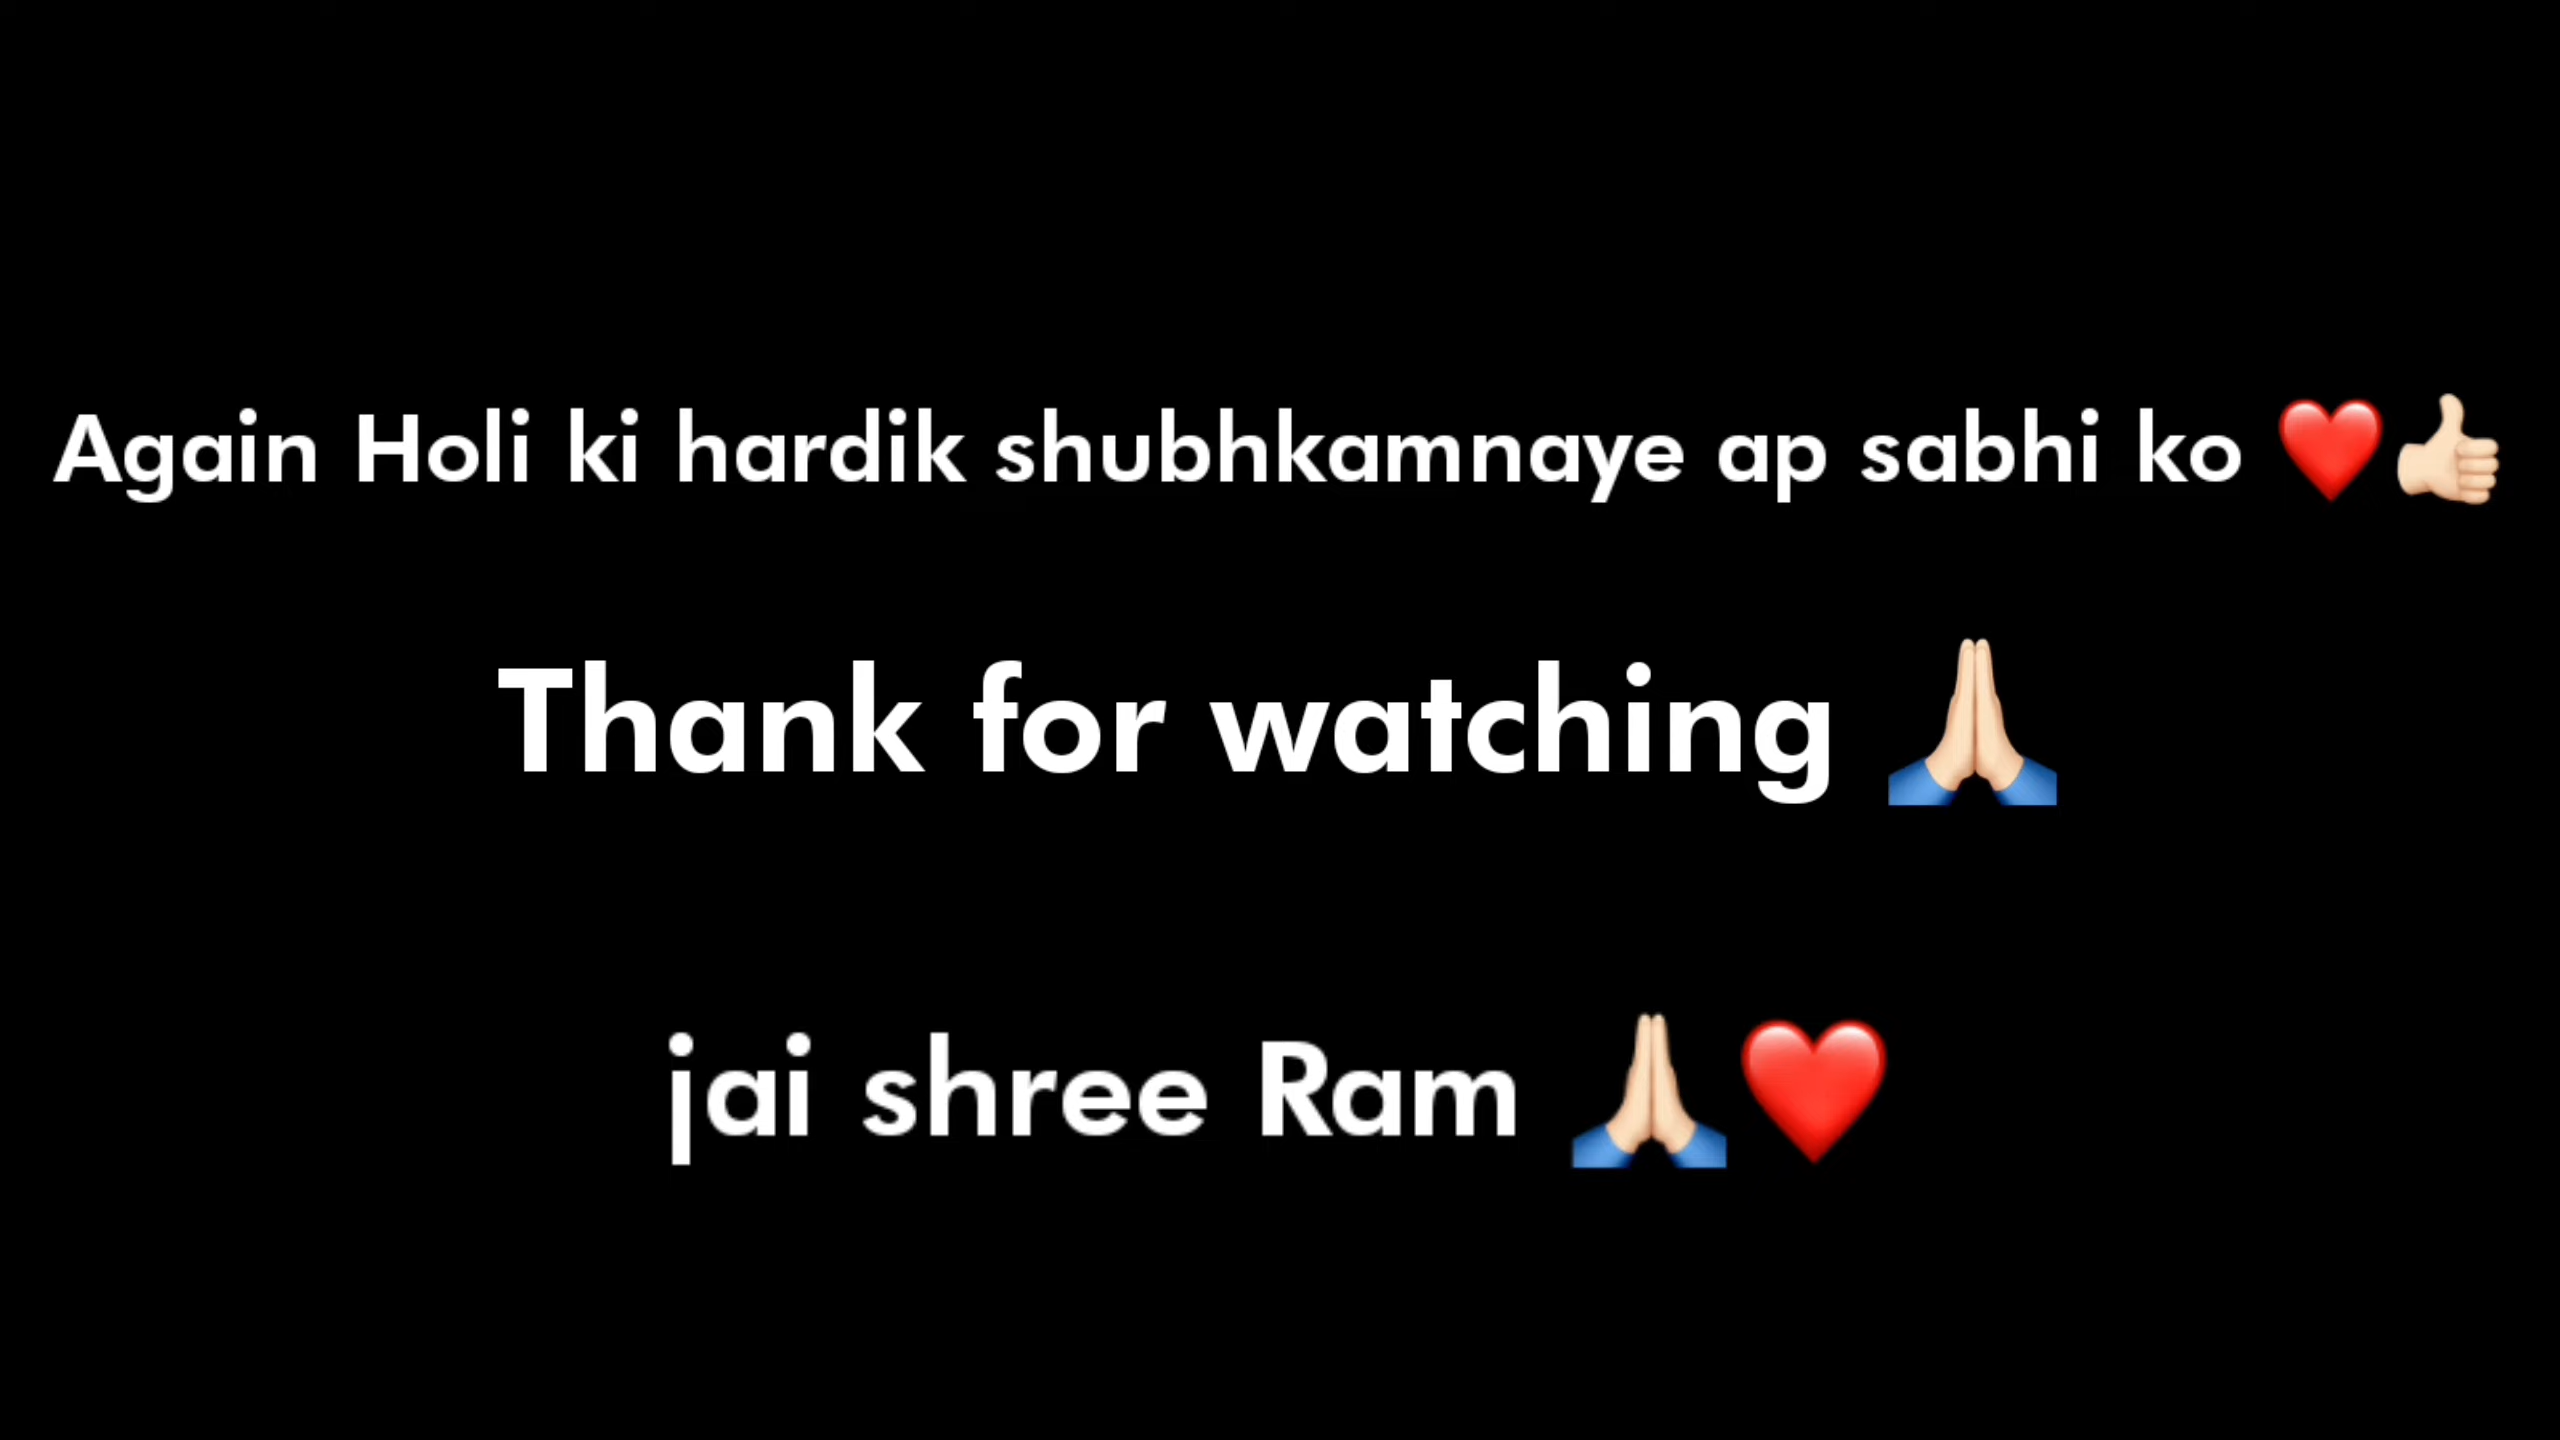 Again Holi ki hardik shubhkamnaye ap sabhi ko ❤️👍🏻
Thank for watching 🙏🏻
jai shree Ram 🙏🏻❤️